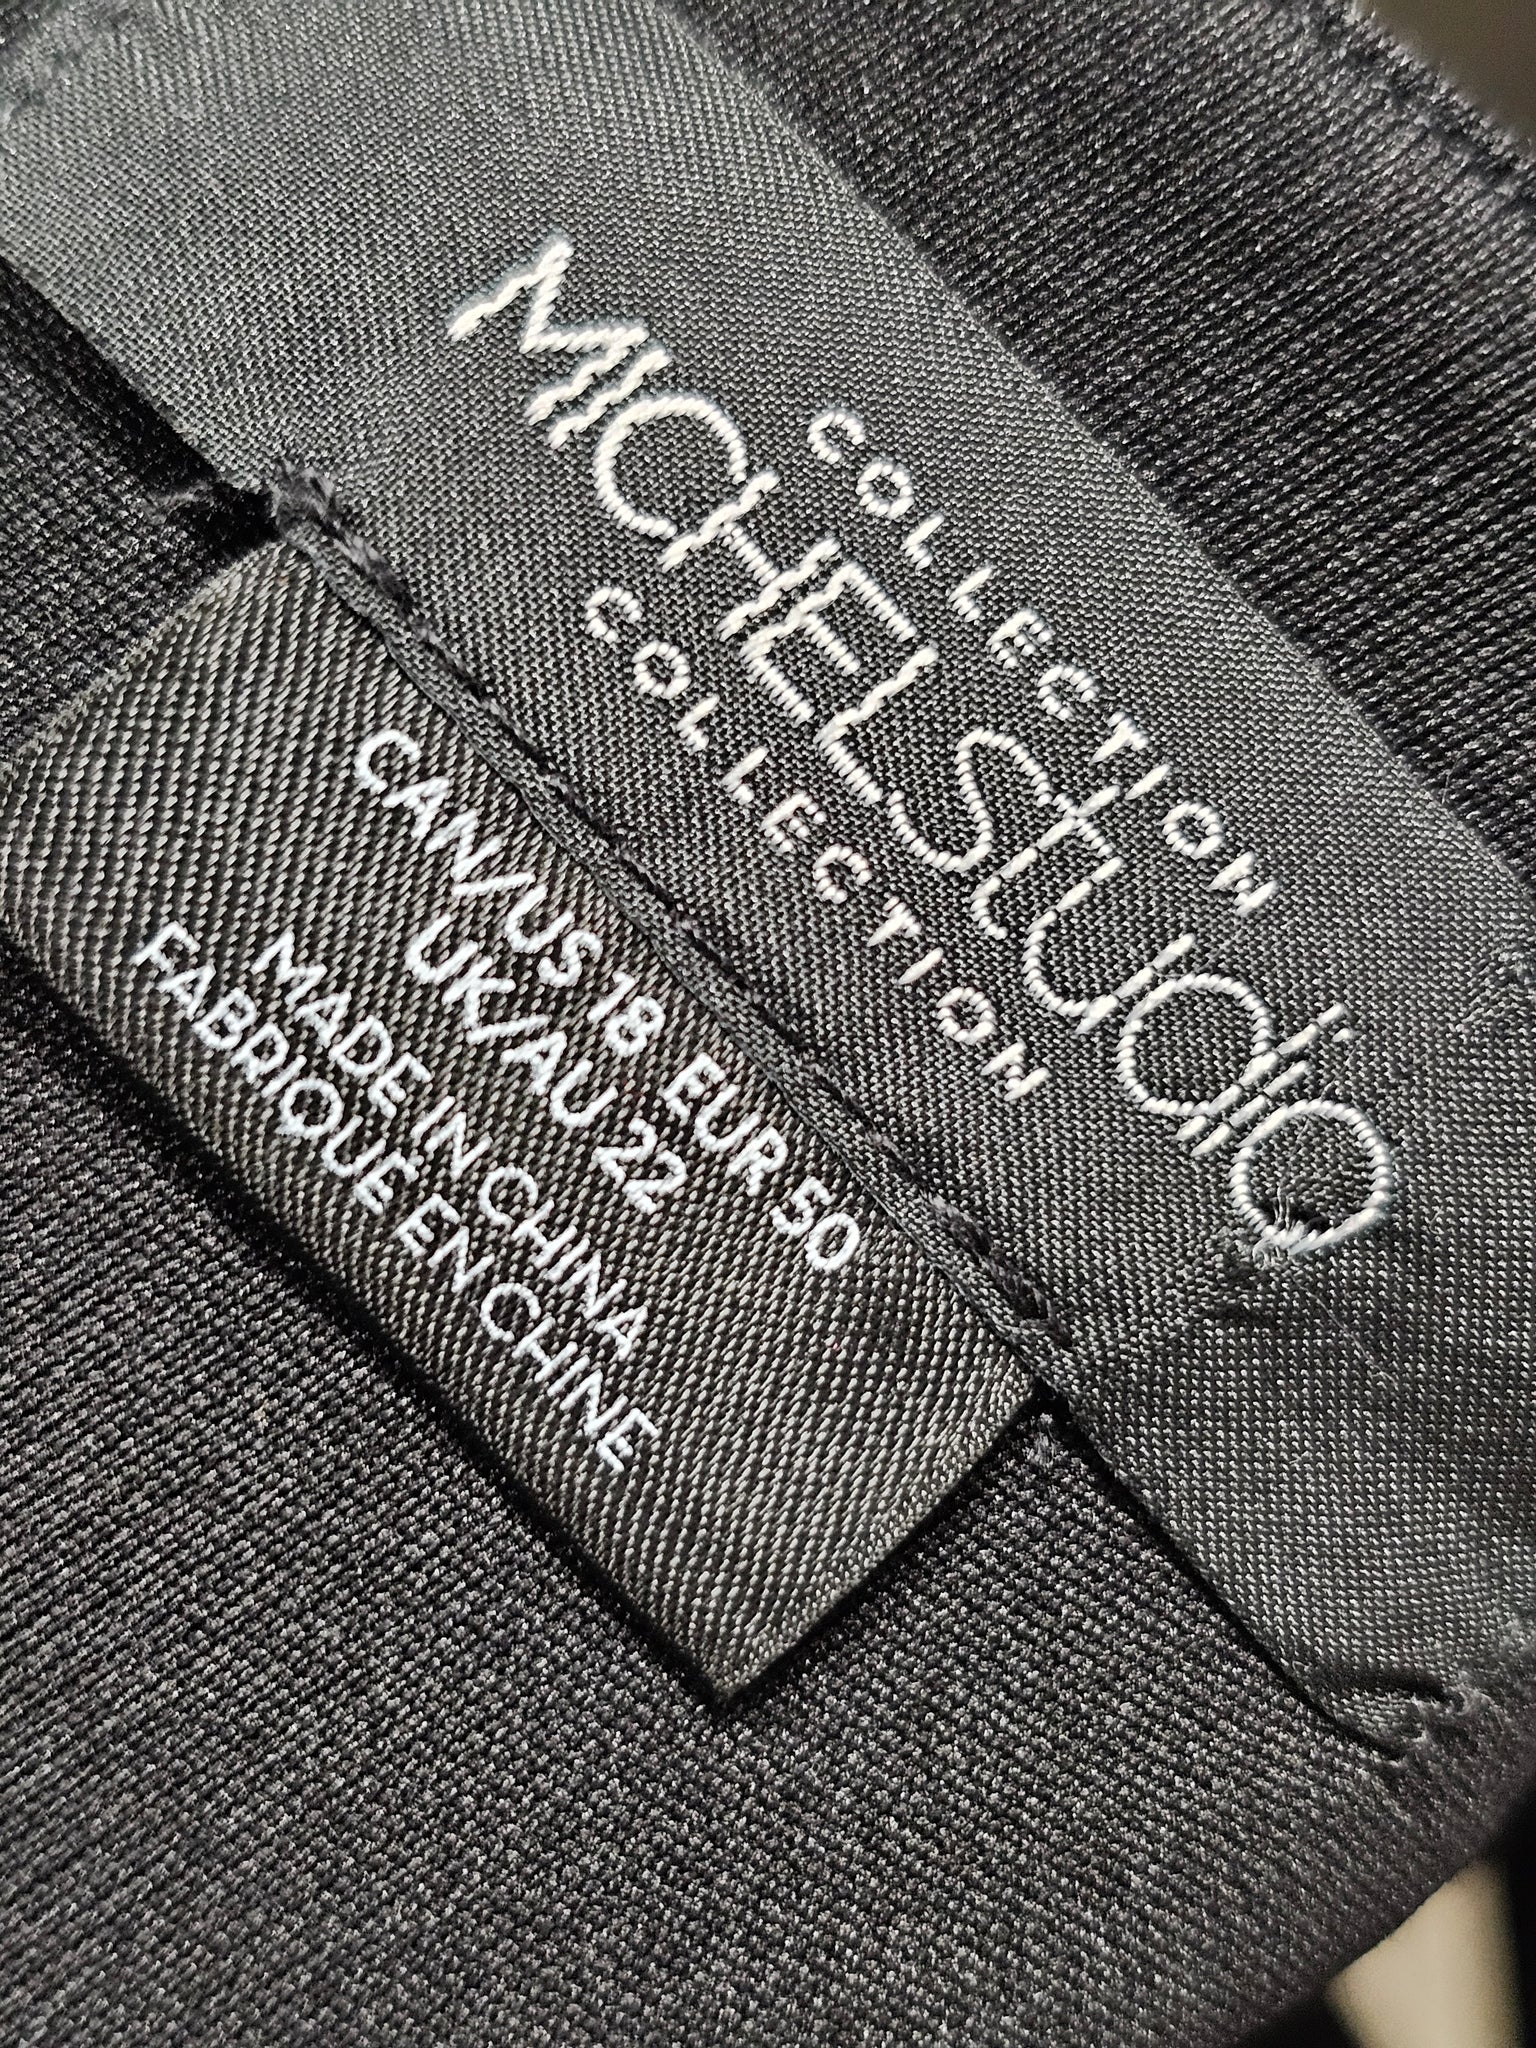 COLLECTION
MICHEL STUDIO
COLLECTION
CAN/US 18 EUR 50
UK/AU 22
MADE IN CHINA
FABRIQUÉ EN CHINE